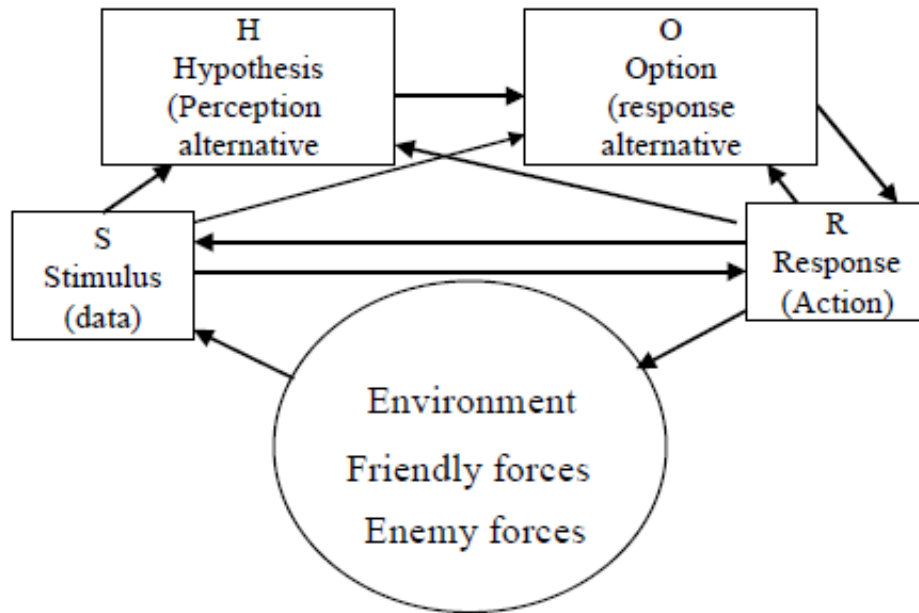 H
Hypothesis
(Perception
alternative
O
Option
(response
alternative
S
Stimulus
(data)
R
Response
(Action)
Environment
Friendly forces
Enemy forces